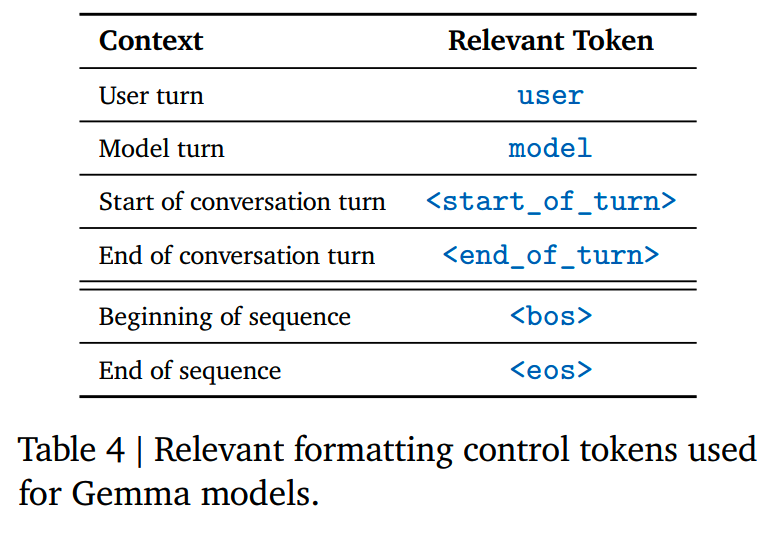 Context Relevant Token
User turn user
Model turn model
Start of conversation turn <start_of_turn>
End of conversation turn <end_of_turn>
Beginning of sequence <bos>
End of sequence <eos>
Table 4 | Relevant formatting control tokens used
for Gemma models.